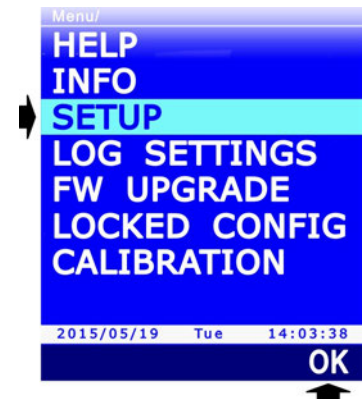 Menu/
HELP
INFO
SETUP
LOG SETTINGS
FW UPGRADE
LOCKED CONFIG
CALIBRATION
2015/05/19 Tue 14:03:38
OK